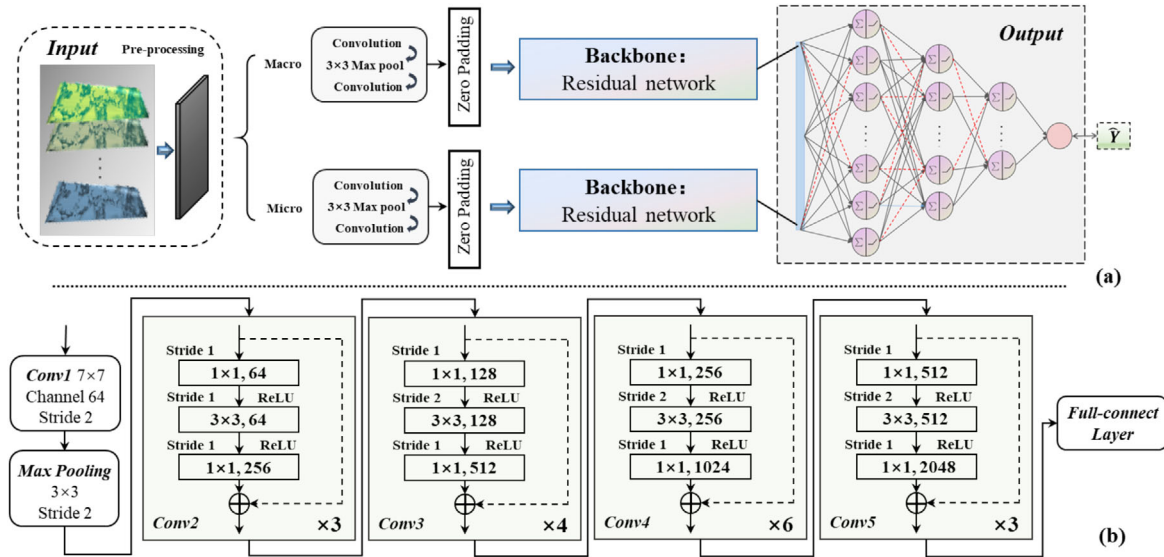 Input
Pre-processing
Macro
Convolution
3×3 Max pool
Convolution
Zero Padding
Backbone:
Residual network
Output
Ŷ
Micro
Convolution
3×3 Max pool
Convolution
Zero Padding
Backbone:
Residual network
Σ Σ Σ
Σ Σ
Σ Σ Σ
Σ Σ Σ
Σ Σ
Σ
(a)
Conv1 7×7
Channel 64
Stride 2
Max Pooling
3×3
Stride 2
Stride 1
1×1, 64
Stride 1 ReLU
3×3, 64
Stride 1 ReLU
1×1, 256
Conv2 ×3
Stride 1
1×1, 128
Stride 2 ReLU
3×3, 128
Stride 1 ReLU
1×1, 512
Conv3 ×4
Stride 1
1×1, 256
Stride 2 ReLU
3×3, 256
Stride 1 ReLU
1×1, 1024
Conv4 ×6
Stride 1
1×1, 512
Stride 2 ReLU
3×3, 512
Stride 1 ReLU
1×1, 2048
Conv5 ×3
Full-connect
Layer
(b)